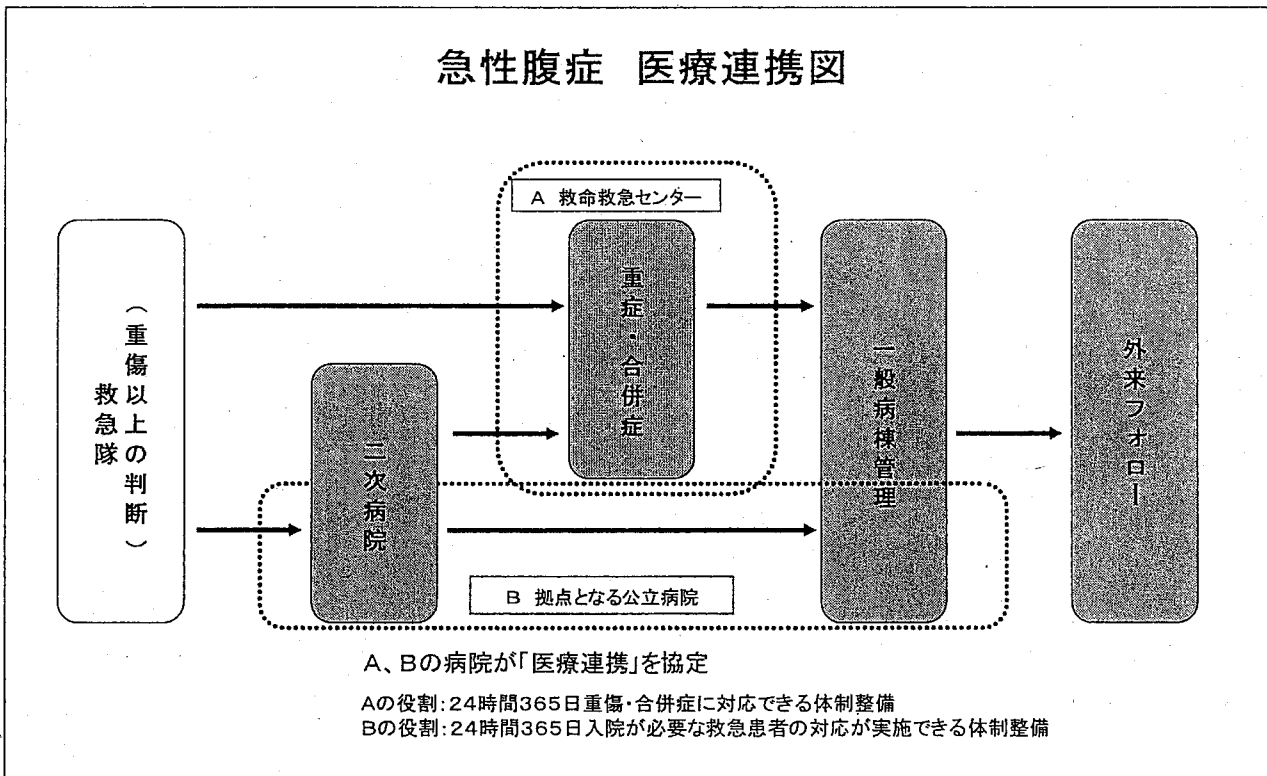 急性腹症 医療連携図
A 救命救急センター
(重傷以上の判断)
救急隊
二次病院
重症・合併症
一般病棟管理
外来フォロー
B 拠点となる公立病院
A、Bの病院が「医療連携」を協定
Aの役割:24時間365日重傷・合併症に対応できる体制整備
Bの役割:24時間365日入院が必要な救急患者の対応が実施できる体制整備